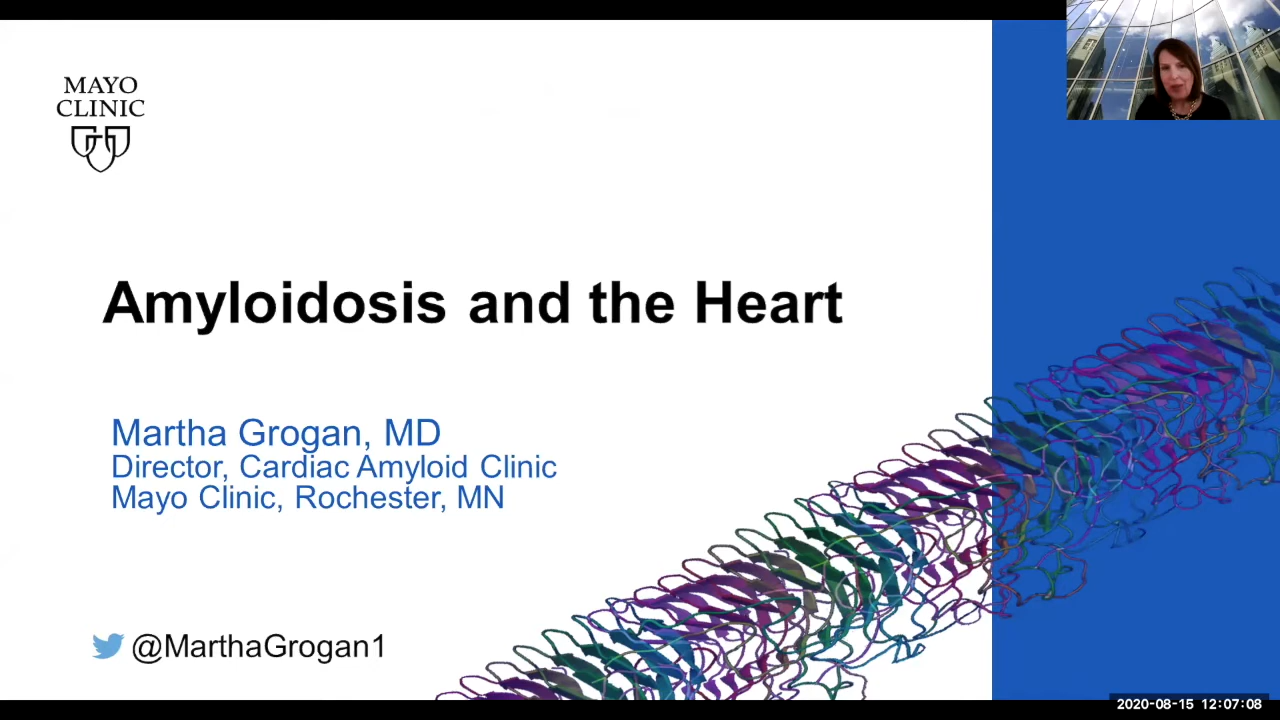 MAYO
CLINIC
Amyloidosis and the Heart
Martha Grogan, MD
Director, Cardiac Amyloid Clinic
Mayo Clinic, Rochester, MN
@MarthaGrogan1
2020-08-15 12:07:08